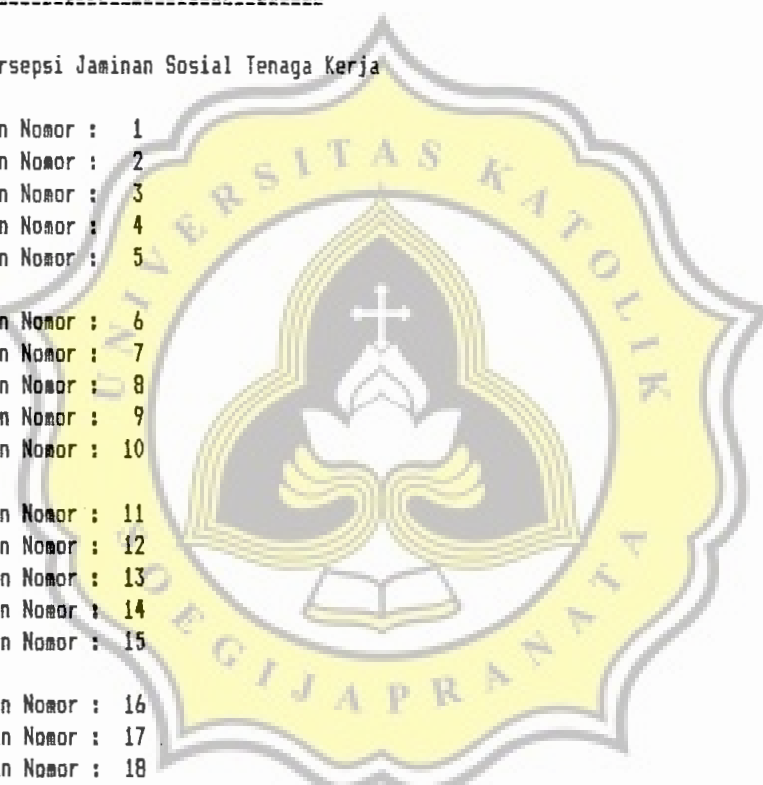 rsepsi Jaminan Sosial Tenaga Kerja
n Nomor : 1
n Nomor : 2
n Nomor : 3
n Nomor : 4
n Nomor : 5
n Nomor : 6
n Nomor : 7
n Nomor : 8
n Nomor : 9
n Nomor : 10
n Nomor : 11
n Nomor : 12
n Nomor : 13
n Nomor : 14
n Nomor : 15
n Nomor : 16
n Nomor : 17
n Nomor : 18
UNIVERSITAS KATOLIK
SOEGIJAPRANATA